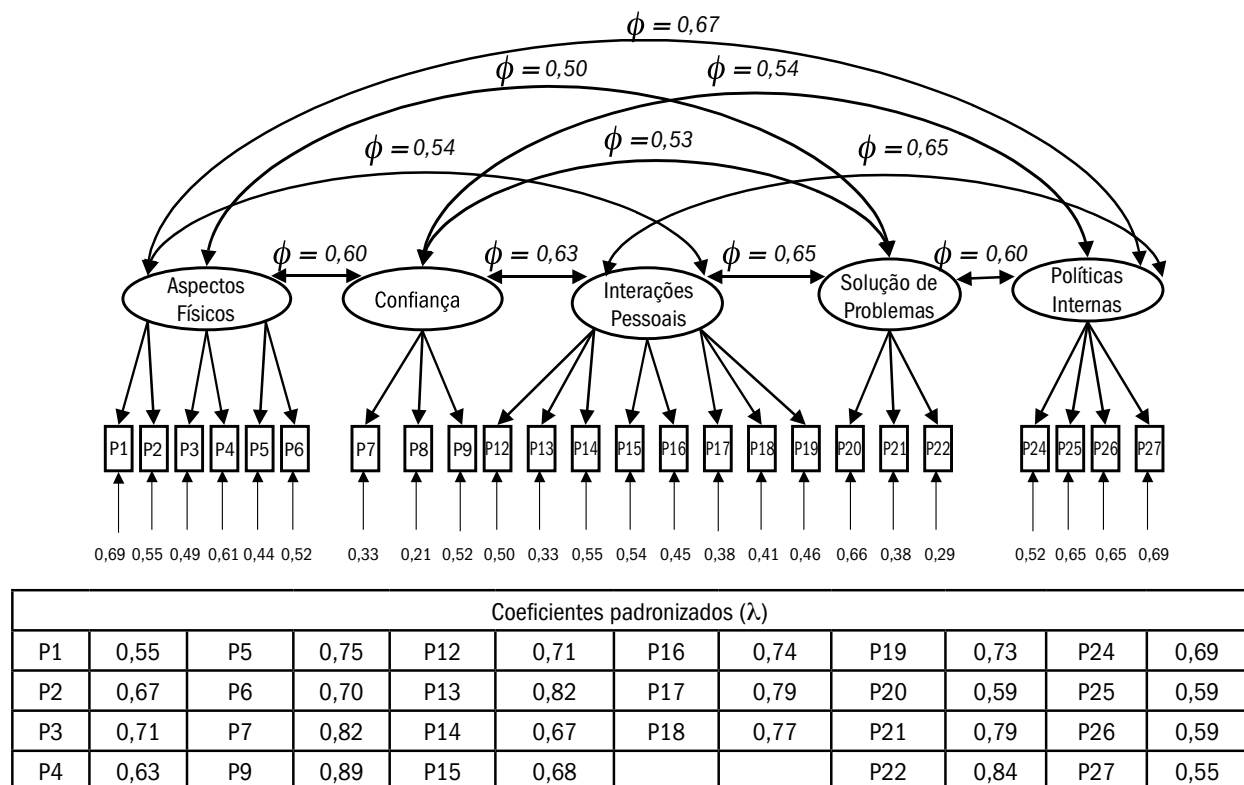 ϕ = 0,67
ϕ = 0,50 ϕ = 0,54
ϕ = 0,54 ϕ = 0,53 ϕ = 0,65
ϕ = 0,60 ϕ = 0,63 ϕ = 0,65 ϕ = 0,60
Aspectos
Físicos
Confiança
Interações
Pessoais
Solução de
Problemas
Políticas
Internas
P1 P2 P3 P4 P5 P6 P7 P8 P9 P12 P13 P14 P15 P16 P17 P18 P19 P20 P21 P22 P24 P25 P26 P27
0,69 0,55 0,49 0,61 0,44 0,52 0,33 0,21 0,52 0,50 0,33 0,55 0,54 0,45 0,38 0,41 0,46 0,66 0,38 0,29 0,52 0,65 0,65 0,69
Coeficientes padronizados (λ)
P1 0,55 P5 0,75 P12 0,71 P16 0,74 P19 0,73 P24 0,69
P2 0,67 P6 0,70 P13 0,82 P17 0,79 P20 0,59 P25 0,59
P3 0,71 P7 0,82 P14 0,67 P18 0,77 P21 0,79 P26 0,59
P4 0,63 P9 0,89 P15 0,68 P22 0,84 P27 0,55